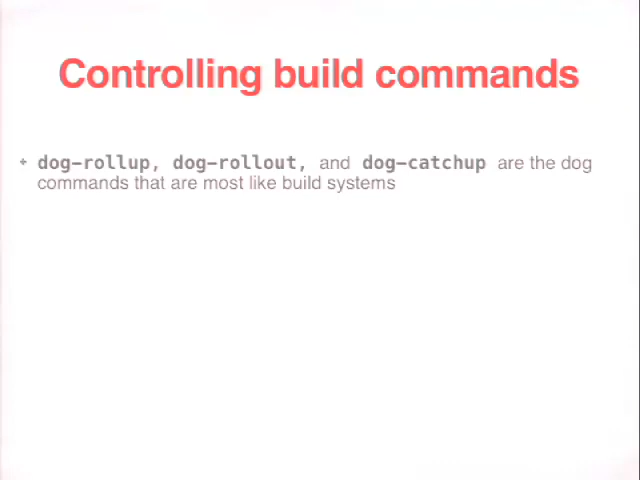 Controlling build commands
dog-rollup, dog-rollout, and dog-catchup are the dog
commands that are most like build systems